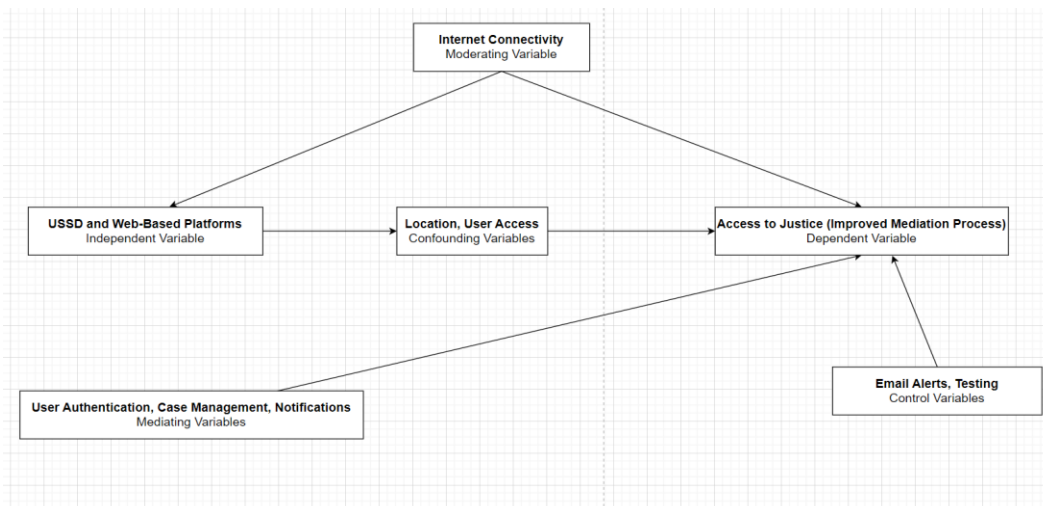 Internet Connectivity
Moderating Variable
USSD and Web-Based Platforms
Independent Variable
Location, User Access
Confounding Variables
Access to Justice (Improved Mediation Process)
Dependent Variable
User Authentication, Case Management, Notifications
Mediating Variables
Email Alerts, Testing
Control Variables